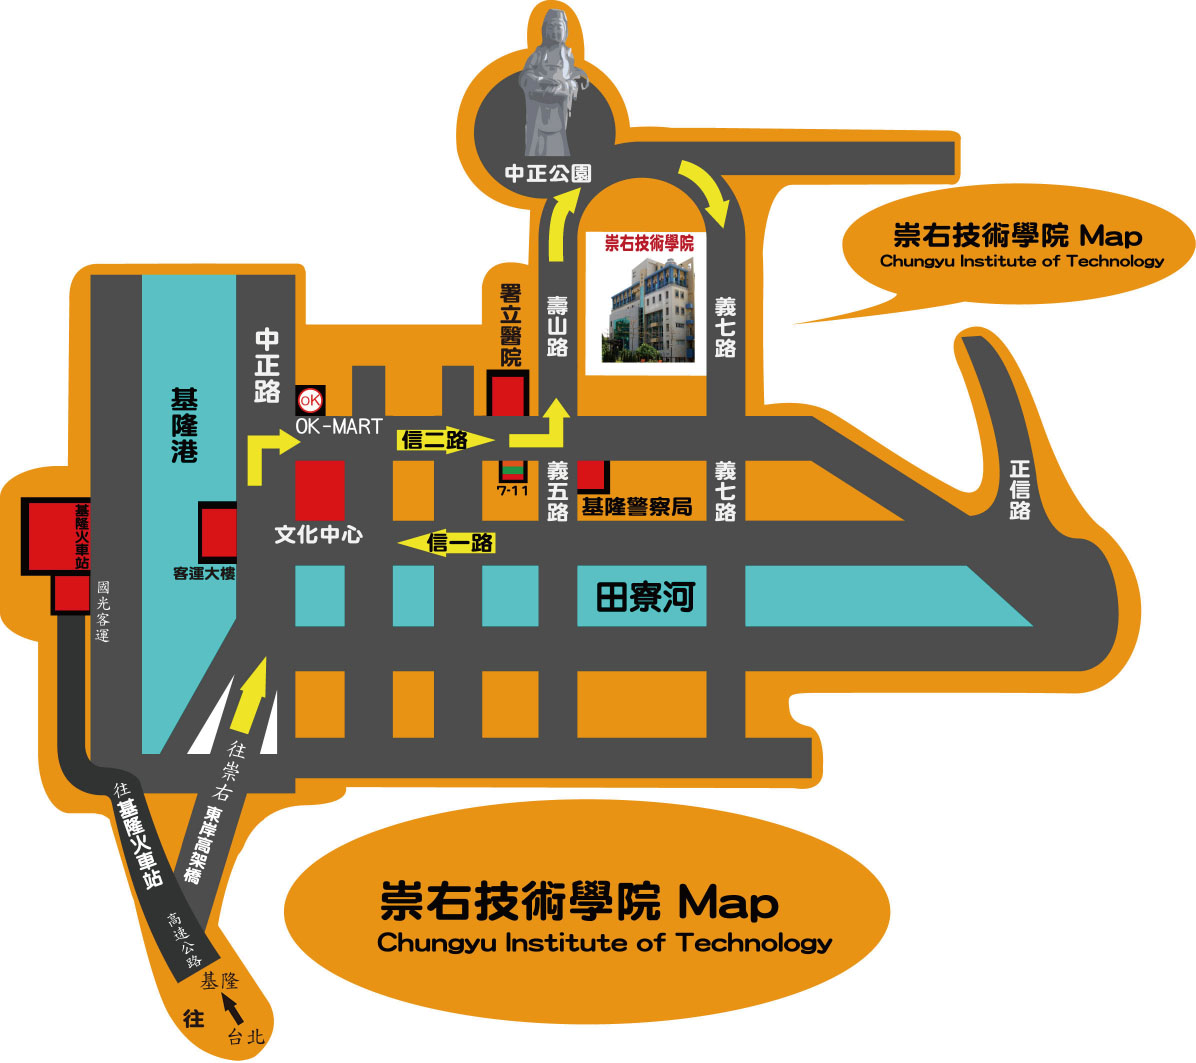 中正公園
崇右技術學院
崇右技術學院 Map
Chungyu Institute of Technology
署立醫院
壽山路
義七路
中正路
基隆港
OK
OK-MART
信二路
7-11
義五路
義七路
基隆警察局
正信路
基隆火車站
客運大樓
文化中心
信一路
國光客運
田寮河
往崇右
東岸高架橋
往基隆火車站
高速公路
基隆
往
台北
崇右技術學院 Map
Chungyu Institute of Technology